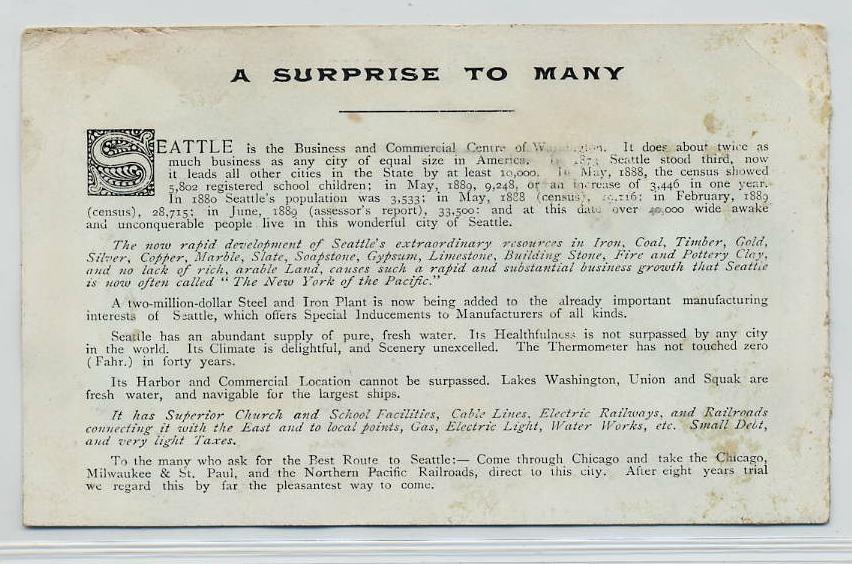 A SURPRISE TO MANY
SEATTLE is the Business and Commercial Centre of Washington. It does about twice as
much business as any city of equal size in America. Seattle stood third, now
it leads all other cities in the State by at least 10,000. In May, 1888, the census showed
5,802 registered school children; in May, 1889, 9,248, or an increase of 3,446 in one year.
In 1880 Seattle's population was 3,533; in May, 1888 (census), in February, 1889
(census), 28,715; in June, 1889 (assessor's report), 33,500: and at this date over 40,000 wide awake
and unconquerable people live in this wonderful city of Seattle.
The now rapid development of Seattle's extraordinary resources in Iron, Coal, Timber, Gold,
Silver, Copper, Marble, Slate, Soapstone, Gypsum, Limestone, Building Stone, Fire and Pottery Clay,
and no lack of rich, arable Land, causes such a rapid and substantial business growth that Seattle
is now often called "The New York of the Pacific."
A two-million-dollar Steel and Iron Plant is now being added to the already important manufacturing
interests of Seattle, which offers Special Inducements to Manufacturers of all kinds.
Seattle has an abundant supply of pure, fresh water. Its Healthfulness is not surpassed by any city
in the world. Its Climate is delightful, and Scenery unexcelled. The Thermometer has not touched zero
(Fahr.) in forty years.
Its Harbor and Commercial Location cannot be surpassed. Lakes Washington, Union and Squak are
fresh water, and navigable for the largest ships.
It has Superior Church and School Facilities, Cable Lines, Electric Railways, and Railroads
connecting it with the East and to local points, Gas, Electric Light, Water Works, etc. Small Debt,
and very light Taxes.
To the many who ask for the Best Route to Seattle:— Come through Chicago and take the Chicago,
Milwaukee & St. Paul, and the Northern Pacific Railroads, direct to this city. After eight years trial
we regard this by far the pleasantest way to come.